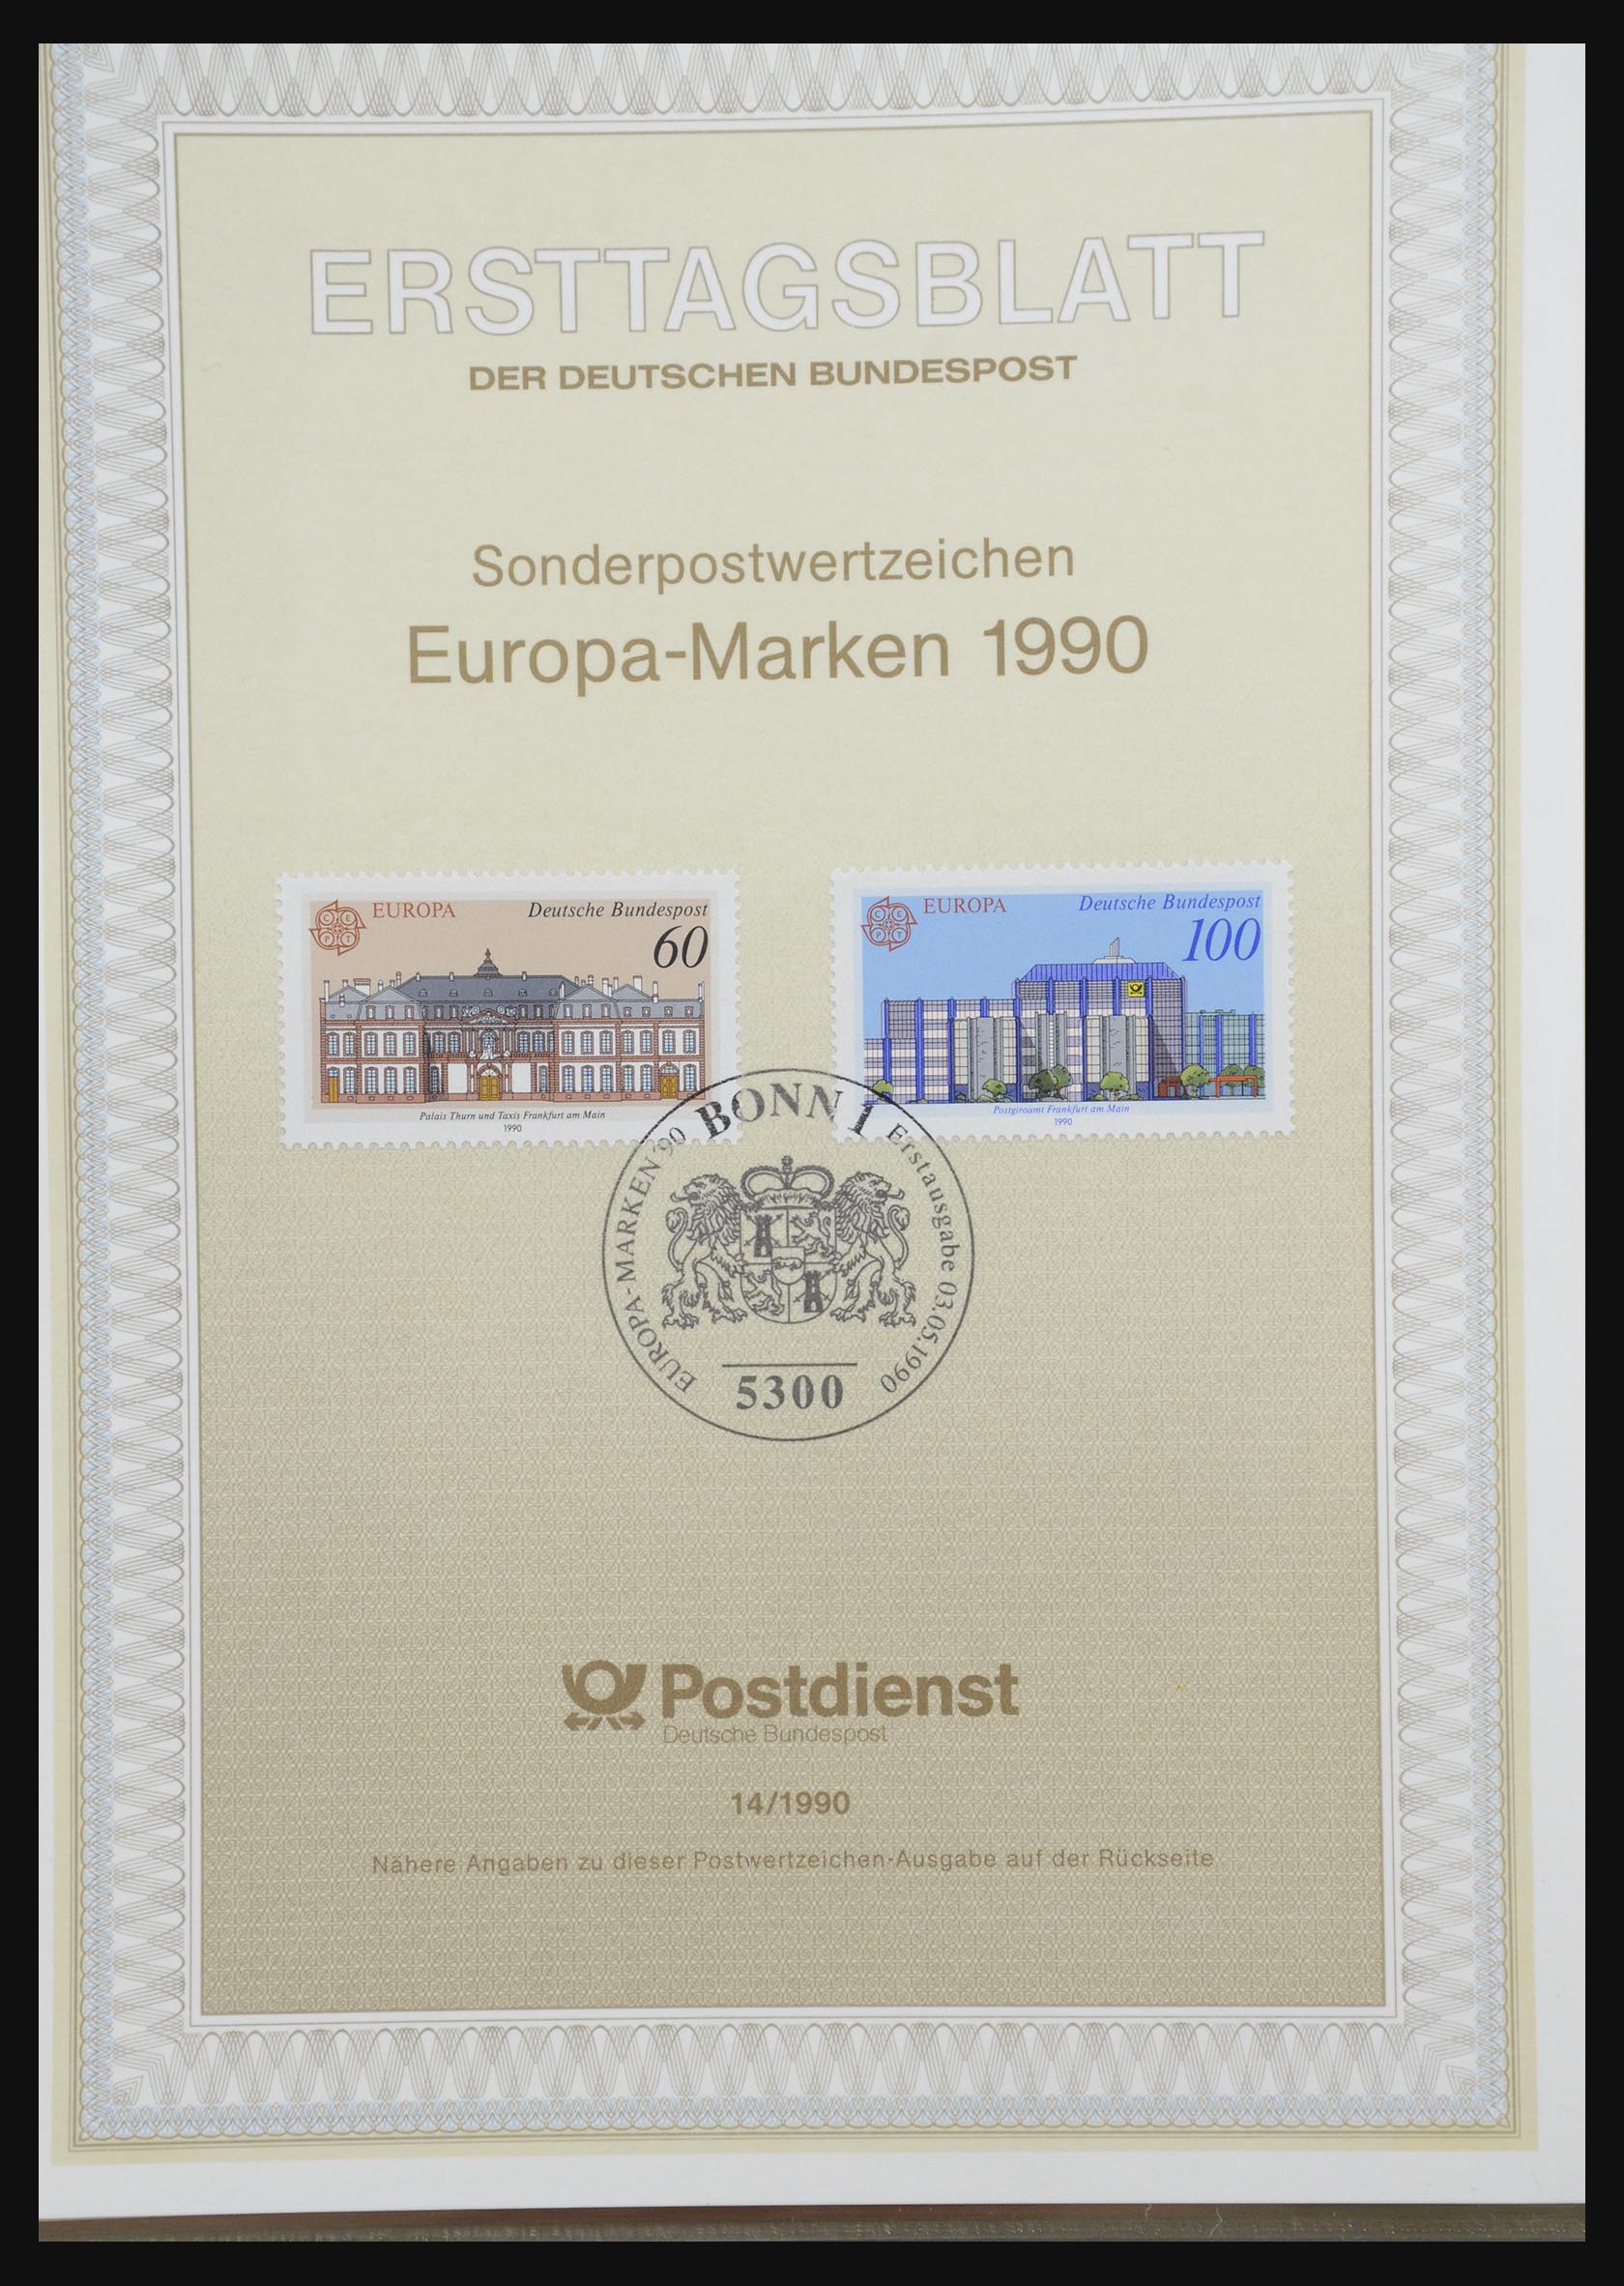 ERSTTAGSBLATT
DER DEUTSCHEN BUNDESPOST
Sonderpostwertzeichen
Europa-Marken 1990
CEPT
EUROPA
Deutsche Bundespost
60
Palais Thurn und Taxis Frankfurt am Main
1990
CEPT
EUROPA
Deutsche Bundespost
100
Postgiroamt Frankfurt am Main
1990
BONN 1
EUROPA-MARKEN '90
Erstausgabe 03.05.1990
5300
Postdienst
Deutsche Bundespost
14/1990
Nähere Angaben zu dieser Postwertzeichen-Ausgabe auf der Rückseite